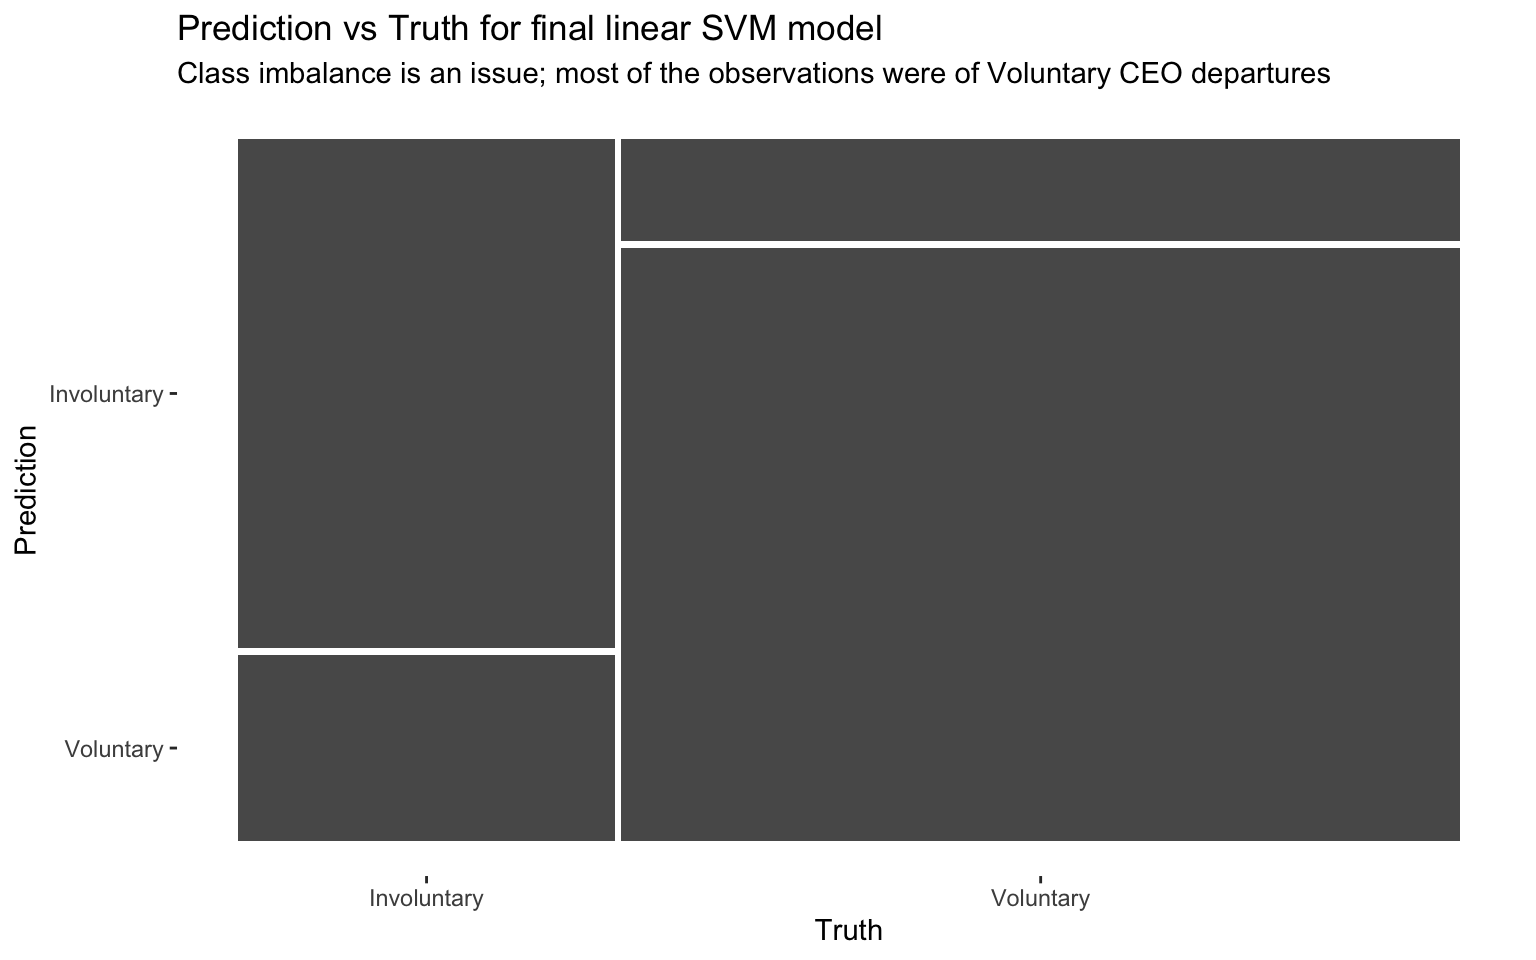 Prediction vs Truth for final linear SVM model
Class imbalance is an issue; most of the observations were of Voluntary CEO departures
Involuntary
Prediction
Voluntary
Involuntary
Voluntary
Truth